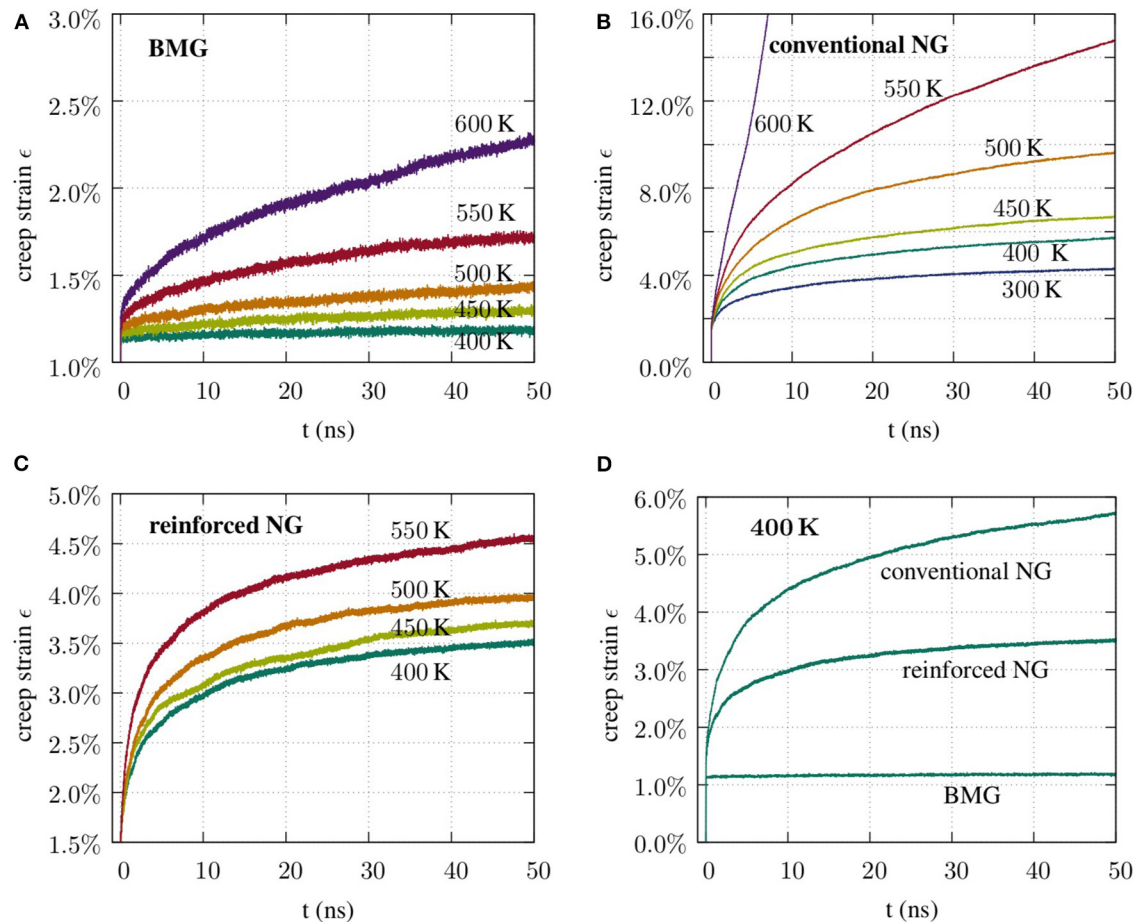 A
BMG
3.0%
2.5%
2.0%
1.5%
1.0%
creep strain ϵ
600 K
550 K
500 K
450 K
400 K
0 10 20 30 40 50
t (ns)
B
conventional NG
16.0%
12.0%
8.0%
4.0%
0.0%
creep strain ϵ
600 K
550 K
500 K
450 K
400 K
300 K
0 10 20 30 40 50
t (ns)
C
reinforced NG
5.0%
4.5%
4.0%
3.5%
3.0%
2.5%
2.0%
1.5%
creep strain ϵ
550 K
500 K
450 K
400 K
0 10 20 30 40 50
t (ns)
D
400 K
6.0%
5.0%
4.0%
3.0%
2.0%
1.0%
0.0%
creep strain ϵ
conventional NG
reinforced NG
BMG
0 10 20 30 40 50
t (ns)